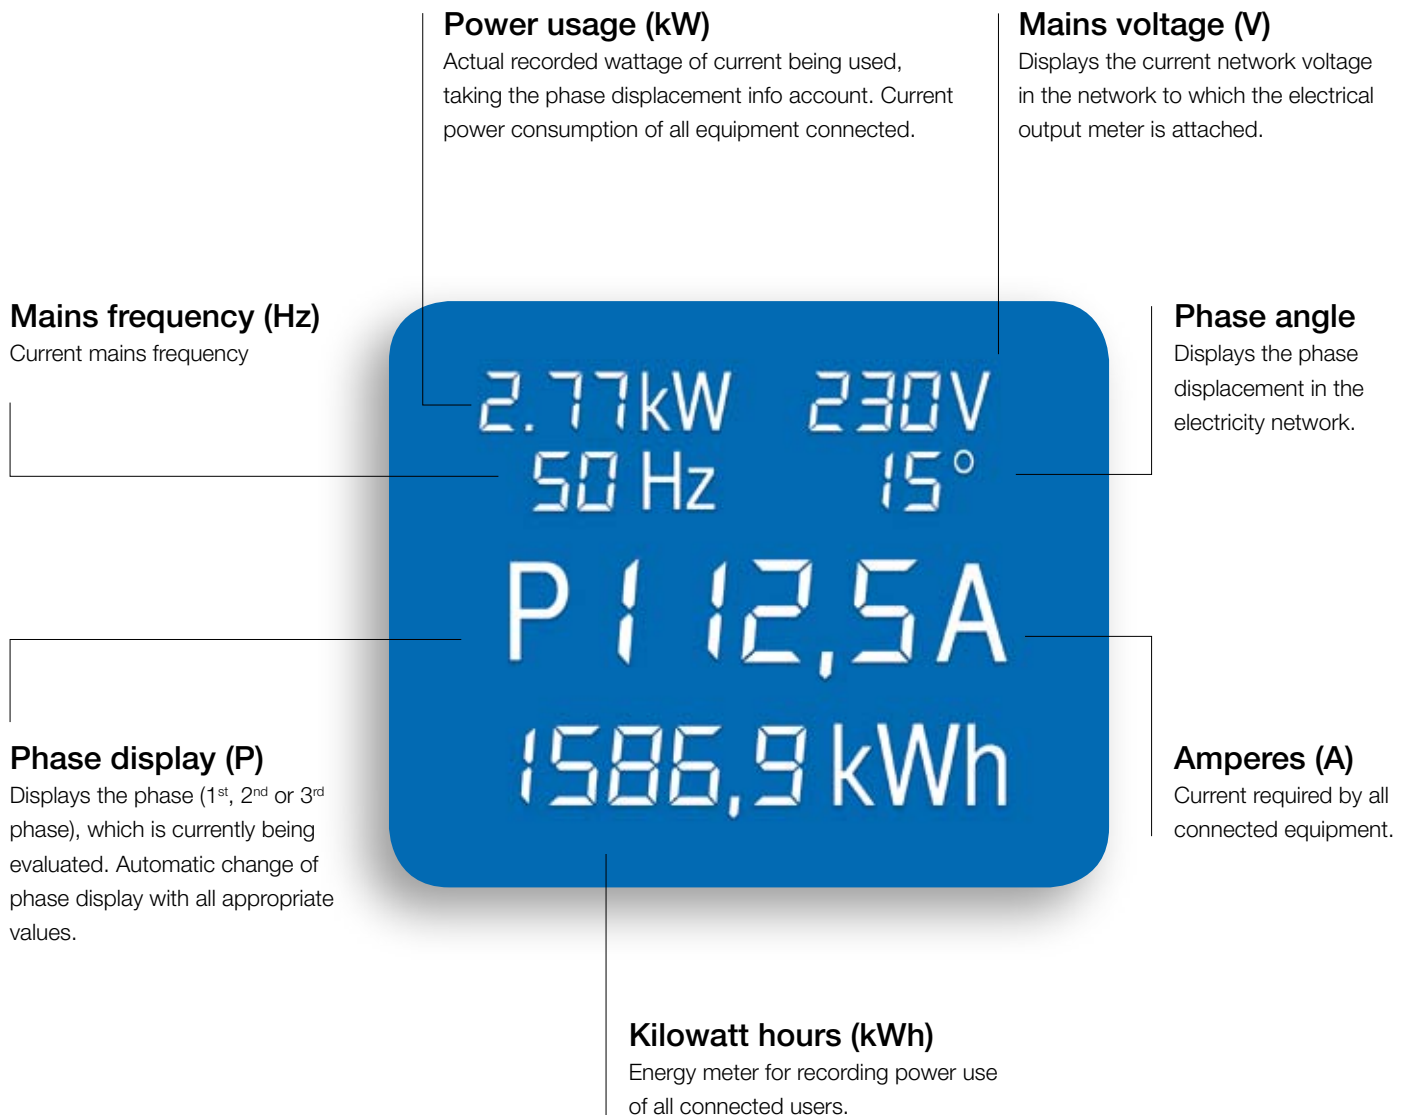 Power usage (kW)
Actual recorded wattage of current being used,
taking the phase displacement info account. Current
power consumption of all equipment connected.
Mains voltage (V)
Displays the current network voltage
in the network to which the electrical
output meter is attached.
Mains frequency (Hz)
Current mains frequency
Phase angle
Displays the phase
displacement in the
electricity network.
2.77kW 230V
50 Hz 15°
P1 12,5A
1586,9 kWh
Phase display (P)
Displays the phase (1st, 2nd or 3rd
phase), which is currently being
evaluated. Automatic change of
phase display with all appropriate
values.
Amperes (A)
Current required by all
connected equipment.
Kilowatt hours (kWh)
Energy meter for recording power use
of all connected users.